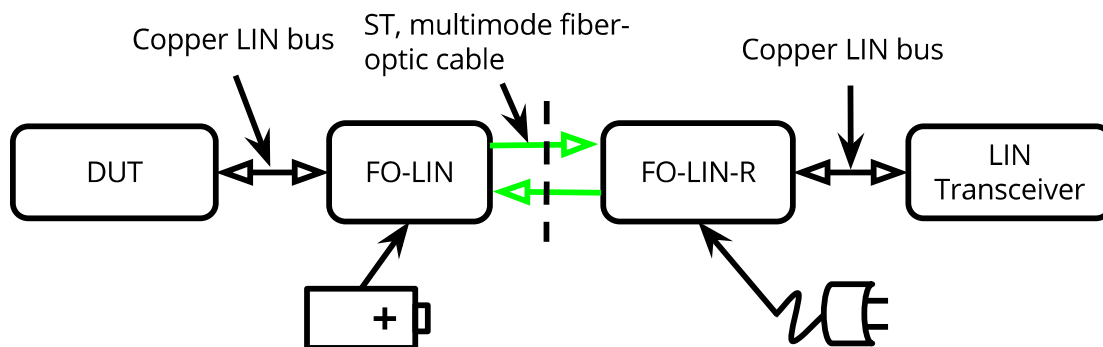 Copper LIN bus
ST, multimode fiber-
optic cable
Copper LIN bus
DUT
FO-LIN
FO-LIN-R
LIN
Transceiver
+